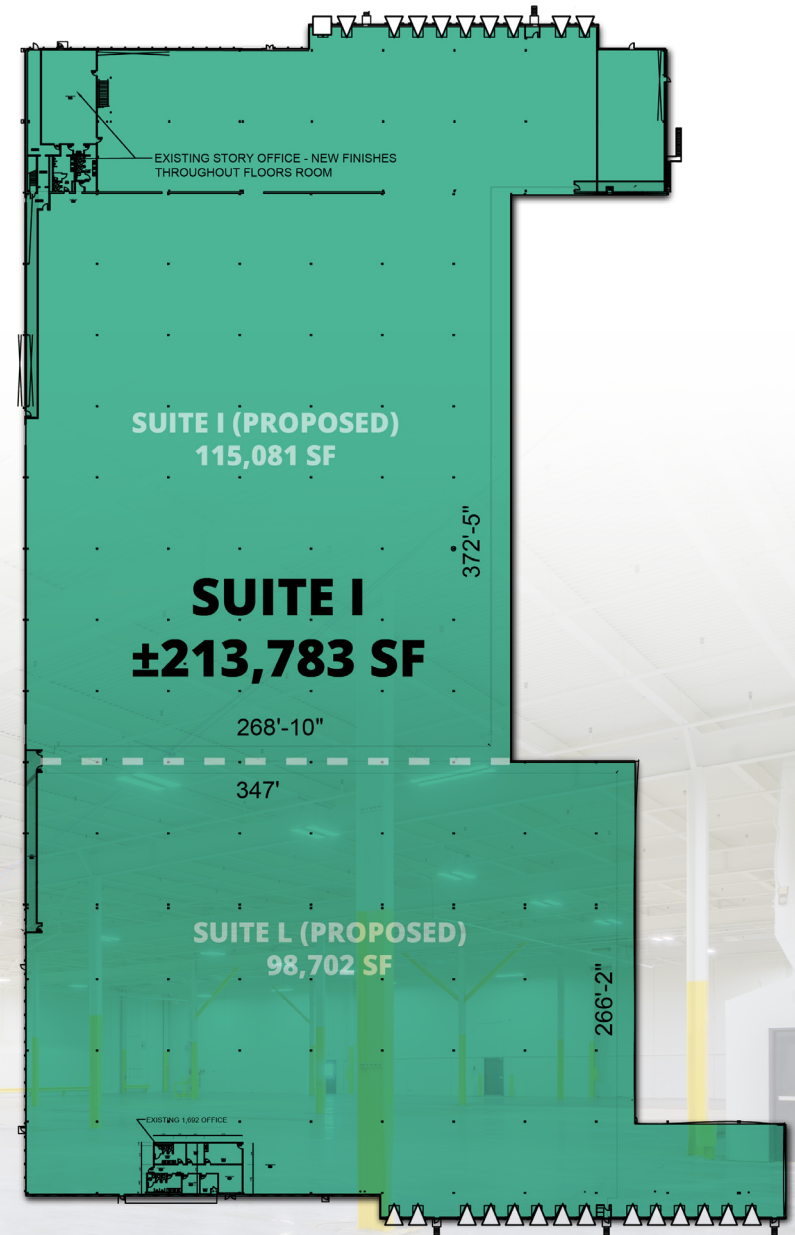 EXISTING STORY OFFICE - NEW FINISHES
THROUGHOUT FLOORS ROOM
SUITE I (PROPOSED)
115,081 SF
372'-5"
SUITE I
±213,783 SF
268'-10"
347'
SUITE L (PROPOSED)
98,702 SF
266'-2"
EXISTING 1,692 OFFICE